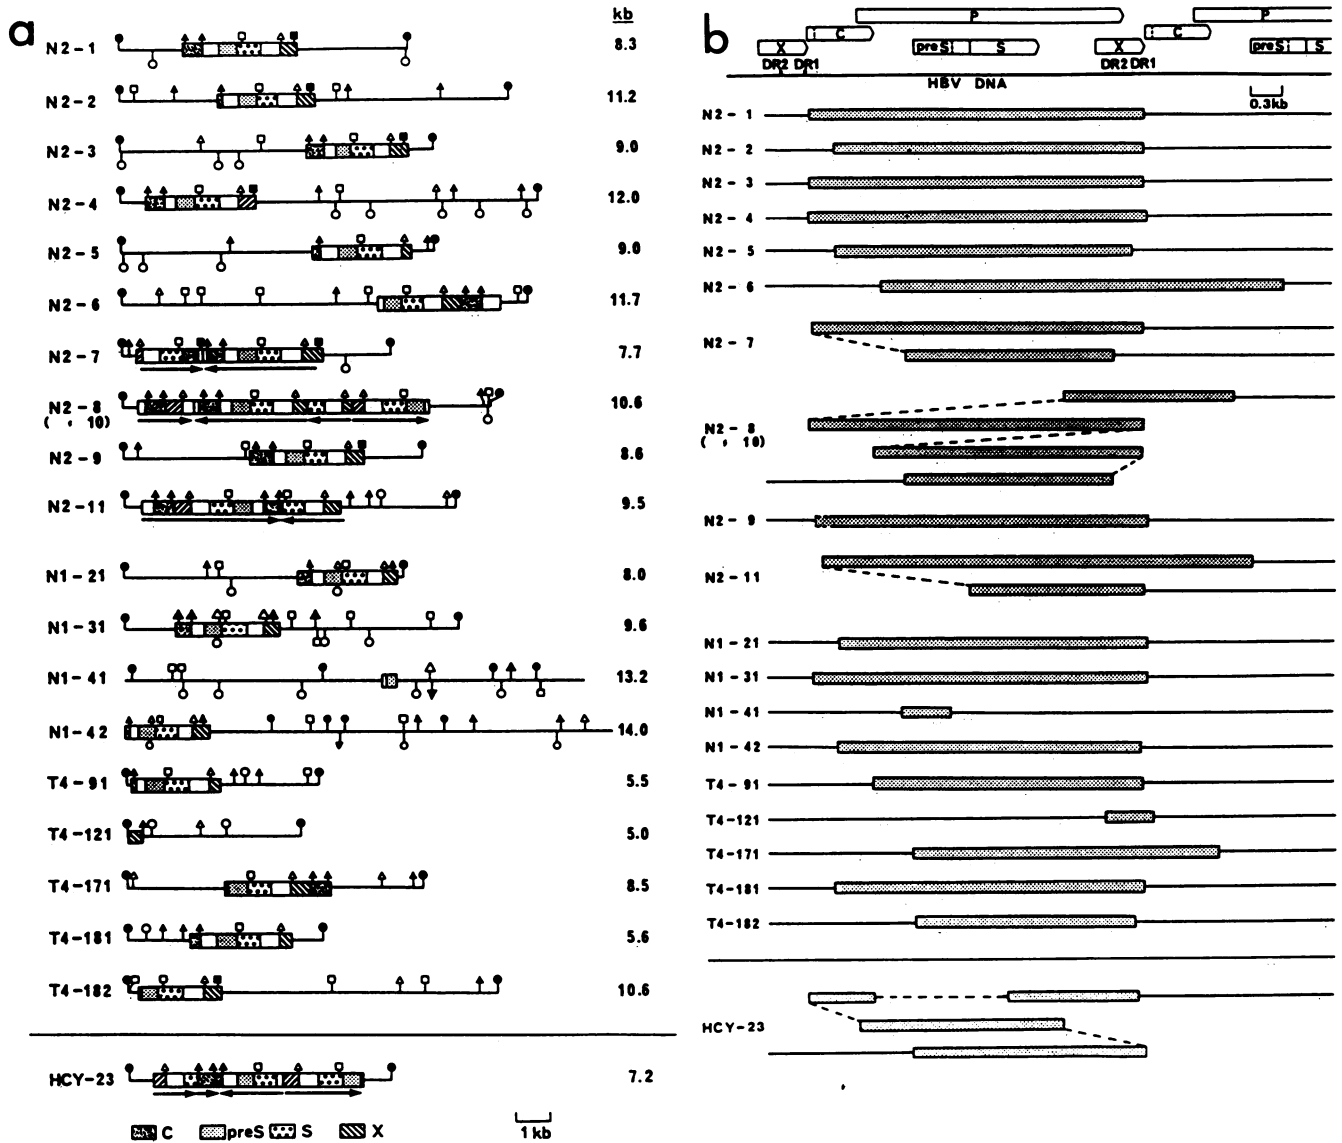 a
kb
N2-1 8.3
N2-2 11.2
N2-3 9.0
N2-4 12.0
N2-5 9.0
N2-6 11.7
N2-7 7.7
N2-8 10.6
( , 10)
N2-9 8.6
N2-11 9.5
N1-21 8.0
N1-31 9.6
N1-41 13.2
N1-42 14.0
T4-91 5.5
T4-121 5.0
T4-171 8.5
T4-181 5.6
T4-182 10.6
HCY-23 7.2
C preS S X
1 kb
b
P P
C C
X preS S X preS S
DR2 DR1 DR2 DR1
HBV DNA
0.3kb
N2-1
N2-2
N2-3
N2-4
N2-5
N2-6
N2-7
N2-8
( , 10)
N2-9
N2-11
N1-21
N1-31
N1-41
N1-42
T4-91
T4-121
T4-171
T4-181
T4-182
HCY-23